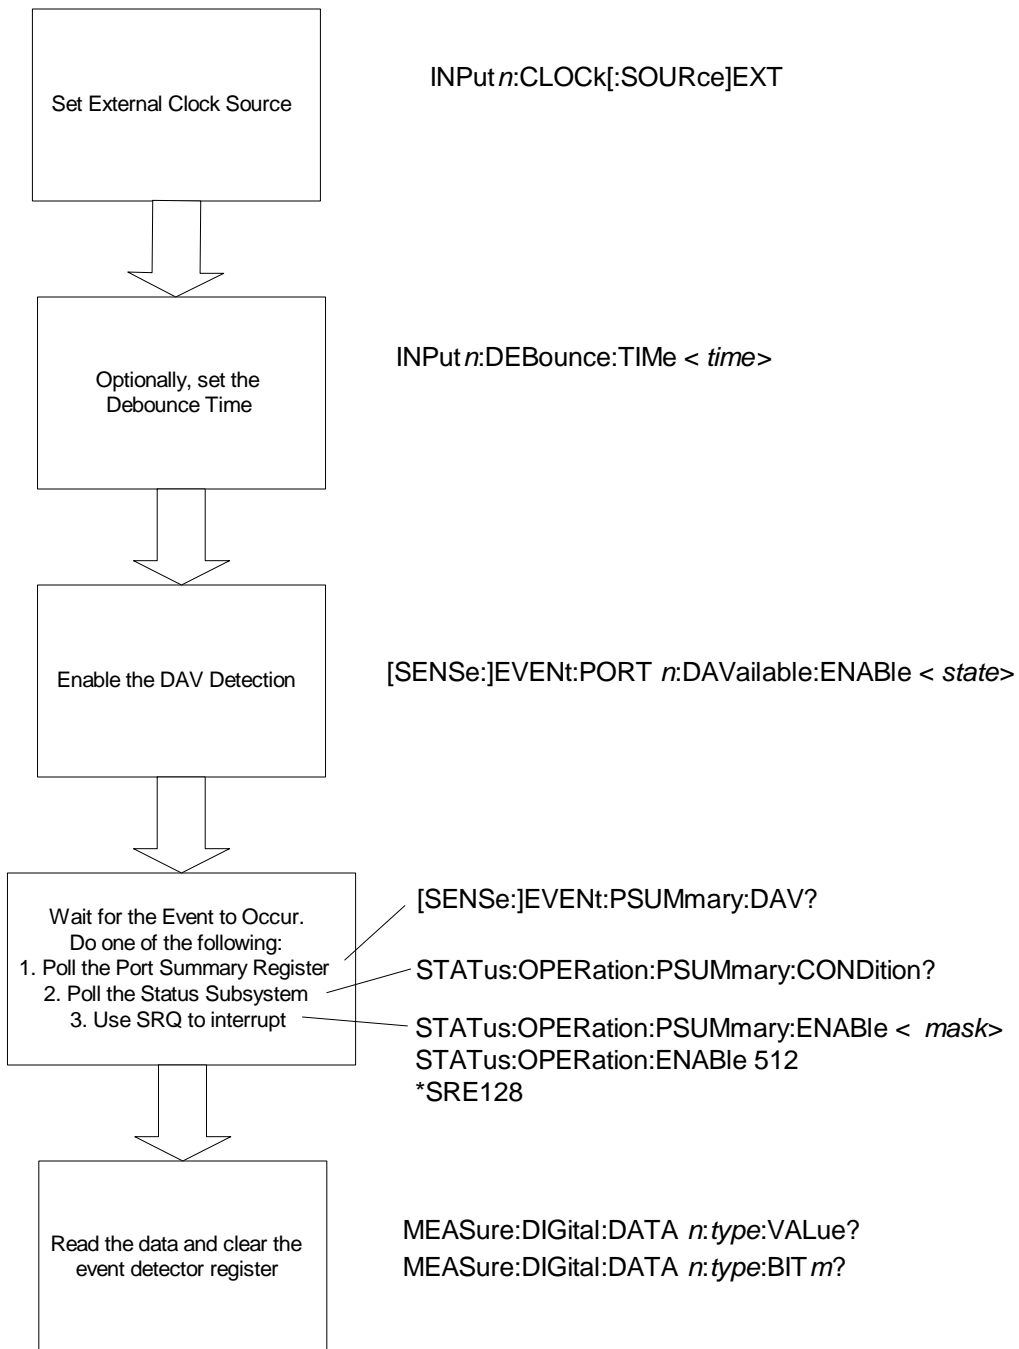 Set External Clock Source
INPut n:CLOCk[:SOURce]EXT
Optionally, set the
Debounce Time
INPut n:DEBounce:TIMe < time>
Enable the DAV Detection
[SENSe:]EVENt:PORT n:DAVailable:ENABle < state>
Wait for the Event to Occur.
Do one of the following:
1. Poll the Port Summary Register
2. Poll the Status Subsystem
3. Use SRQ to interrupt
[SENSe:]EVENt:PSUMmary:DAV?
STATus:OPERation:PSUMmary:CONDition?
STATus:OPERation:PSUMmary:ENABle < mask>
STATus:OPERation:ENABle 512
*SRE128
Read the data and clear the
event detector register
MEASure:DIGital:DATA n:type:VALue?
MEASure:DIGital:DATA n:type:BIT m?